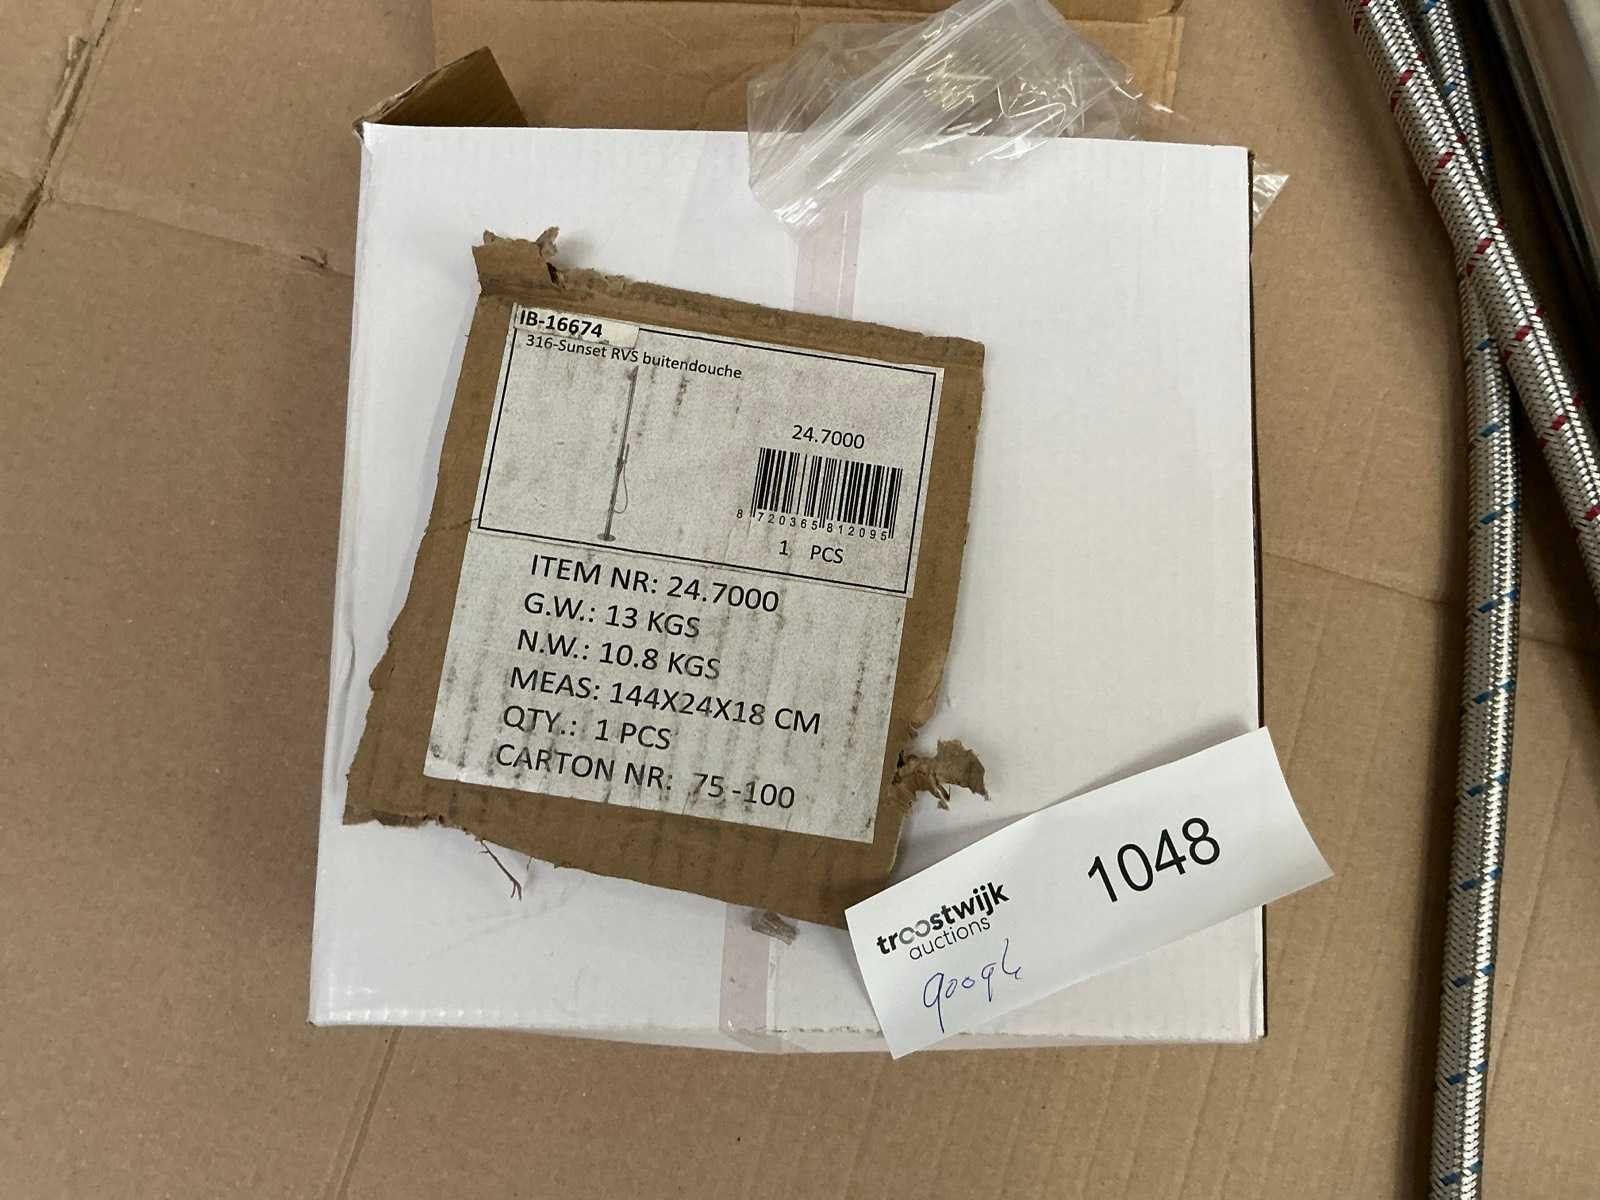 IB-16674
316-Sunset RVS buitendouche
24.7000
8 720365 812095
1 PCS
ITEM NR: 24.7000
G.W.: 13 KGS
N.W.: 10.8 KGS
MEAS: 144X24X18 CM
QTY.: 1 PCS
CARTON NR: 75-100
1048
troostwijk
auctions